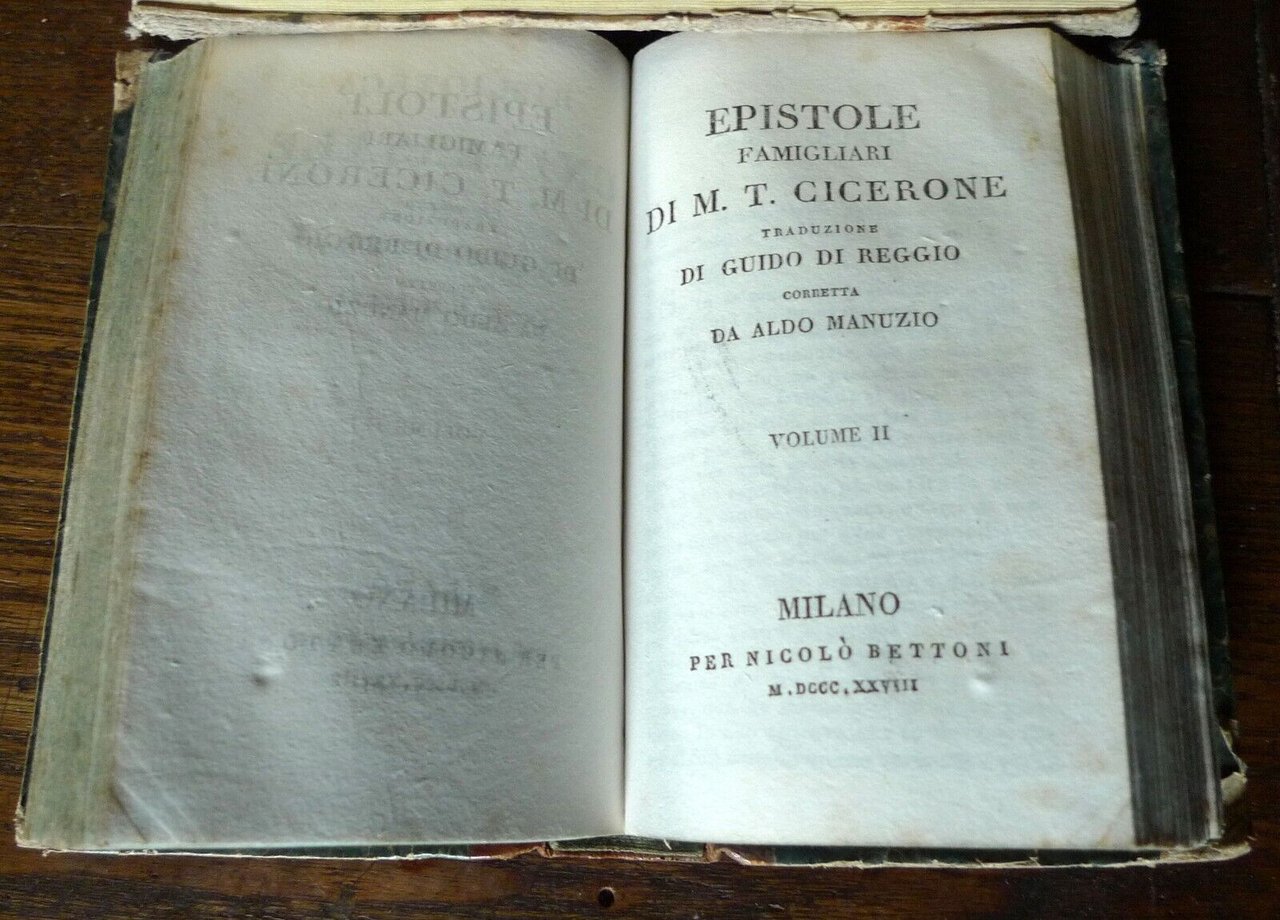 EPISTOLE
FAMIGLIARI
DI M. T. CICERONE
TRADUZIONE
DI GUIDO DI REGGIO
CORRETTA
DA ALDO MANUZIO
VOLUME II
MILANO
PER NICOLÒ BETTONI
M.DCCC.XXVIII